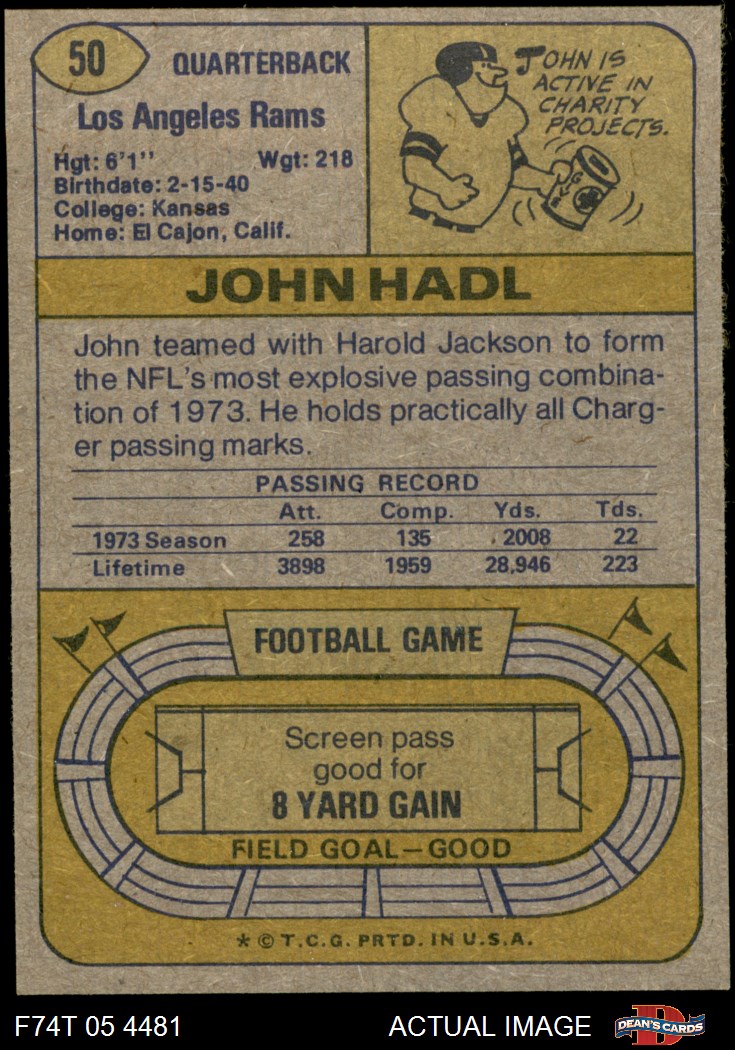 50 QUARTERBACK
Los Angeles Rams
Hgt: 6'1'' Wgt: 218
Birthdate: 2-15-40
College: Kansas
Home: El Cajon, Calif.
JOHN IS
ACTIVE IN
CHARITY
PROJECTS.
JOHN HADL
John teamed with Harold Jackson to form
the NFL's most explosive passing combina-
tion of 1973. He holds practically all Charg-
er passing marks.
PASSING RECORD
Att. Comp. Yds. Tds.
1973 Season 258 135 2008 22
Lifetime 3898 1959 28,946 223
FOOTBALL GAME
Screen pass
good for
8 YARD GAIN
FIELD GOAL—GOOD
* © T.C.G. PRTD. IN U.S.A.
F74T 05 4481 ACTUAL IMAGE
DEAN'S CARDS